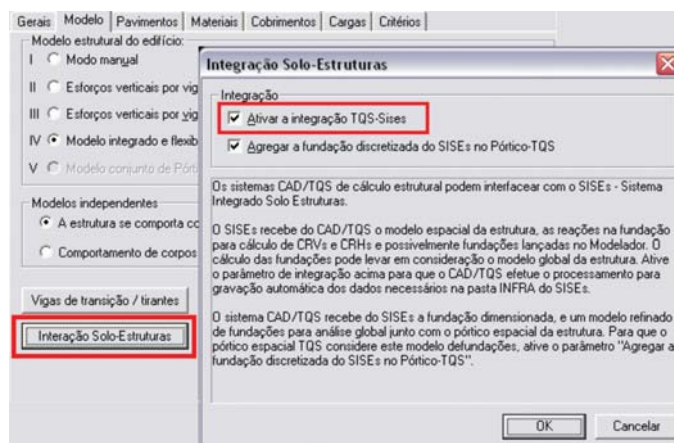 Gerais Modelo Pavimentos Materiais Cobrimentos Cargas Critérios
Modelo estrutural do edifício:
I Modo manual
II Esforços verticais por vig
III Esforços verticais por vig
IV Modelo integrado e flexib
V Modelo conjunto de Pórti
Modelos independentes
A estrutura se comporta co
Comportamento de corpos
Vigas de transição / tirantes
Interação Solo-Estruturas
Integração Solo-Estruturas
Integração
Ativar a integração TQS-Sises
Agregar a fundação discretizada do SISEs no Pórtico-TQS
Os sistemas CAD/TQS de cálculo estrutural podem interfacear com o SISEs - Sistema
Integrado Solo Estruturas.
O SISEs recebe do CAD/TQS o modelo espacial da estrutura, as reações na fundação
para cálculo de CRVs e CRHs e possivelmente fundações lançadas no Modelador. O
cálculo das fundações pode levar em consideração o modelo global da estrutura. Ative
o parâmetro de integração acima para que o CAD/TQS efetue o processamento para
gravação automática dos dados necessários na pasta INFRA do SISEs.
O sistema CAD/TQS recebe do SISEs a fundação dimensionada, e um modelo refinado
de fundações para análise global junto com o pórtico espacial da estrutura. Para que o
pórtico espacial TQS considere este modelo defundações, ative o parâmetro "Agregar a
fundação discretizada do SISEs no Pórtico-TQS".
OK Cancelar